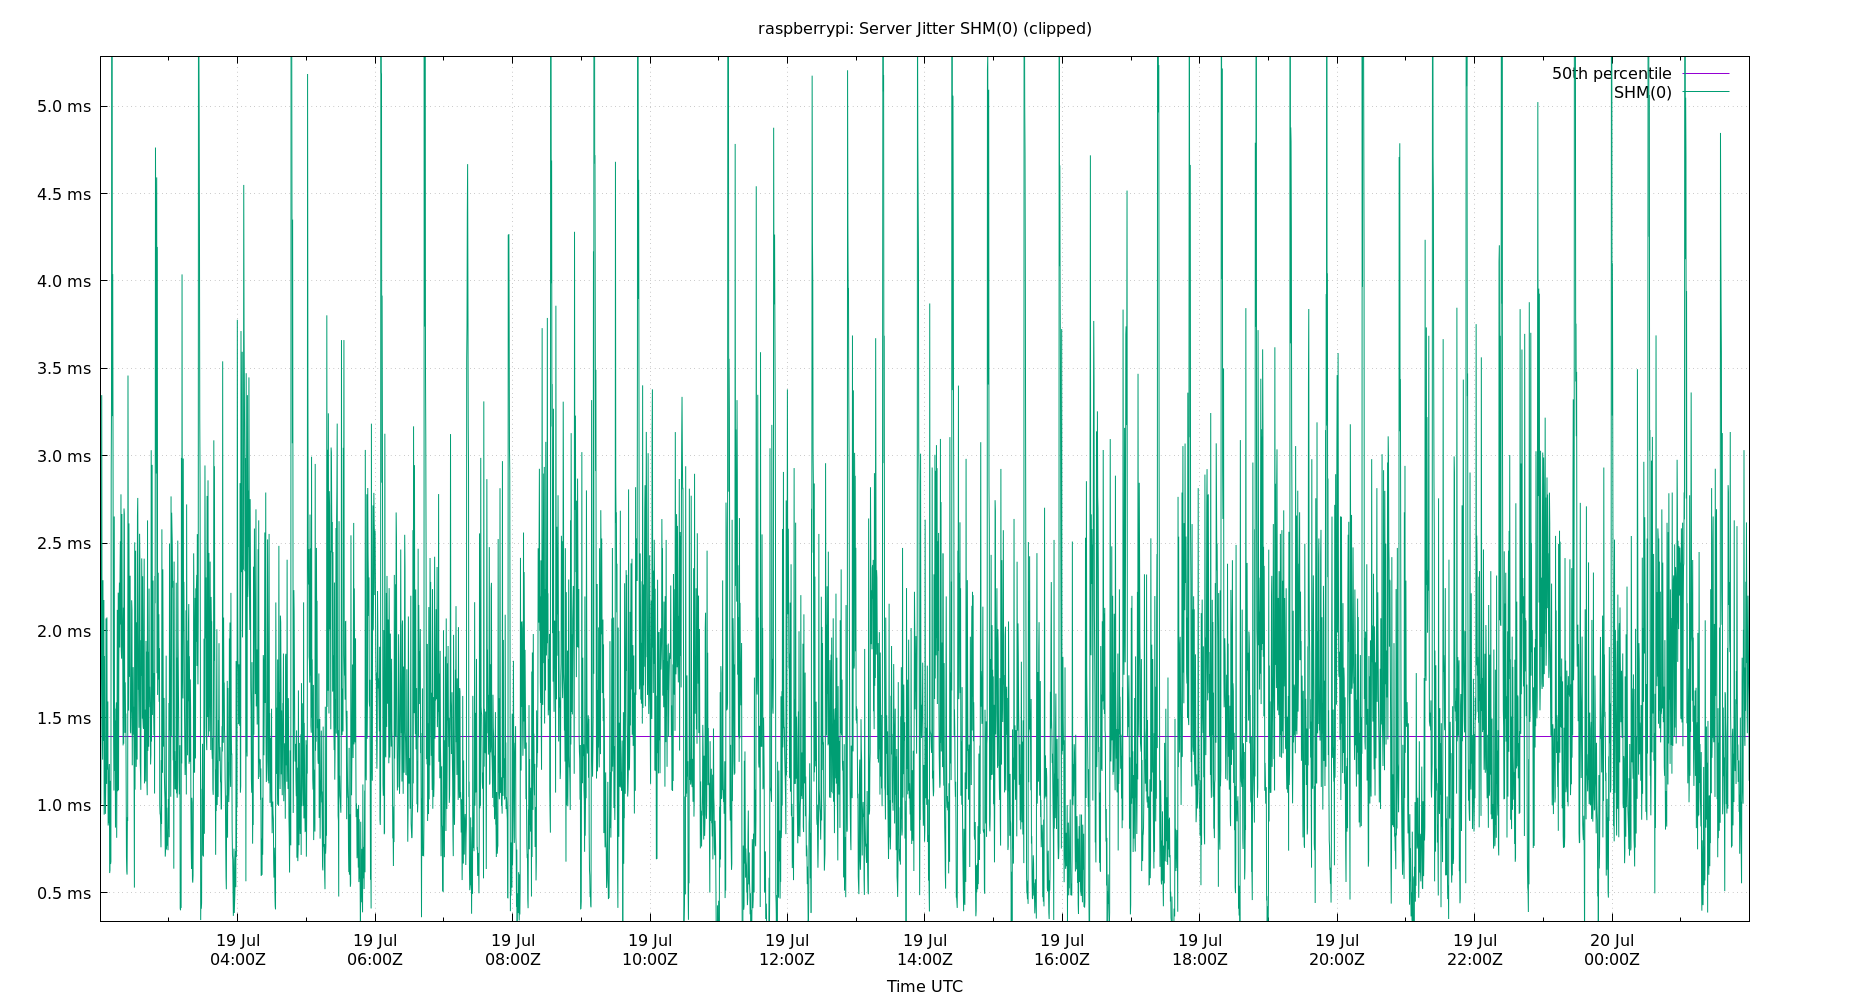 raspberrypi: Server Jitter SHM(0) (clipped)
50th percentile
SHM(0)
5.0 ms
4.5 ms
4.0 ms
3.5 ms
3.0 ms
2.5 ms
2.0 ms
1.5 ms
1.0 ms
0.5 ms
19 Jul 19 Jul 19 Jul 19 Jul 19 Jul 19 Jul 19 Jul 19 Jul 19 Jul 19 Jul 20 Jul
04:00Z 06:00Z 08:00Z 10:00Z 12:00Z 14:00Z 16:00Z 18:00Z 20:00Z 22:00Z 00:00Z
Time UTC